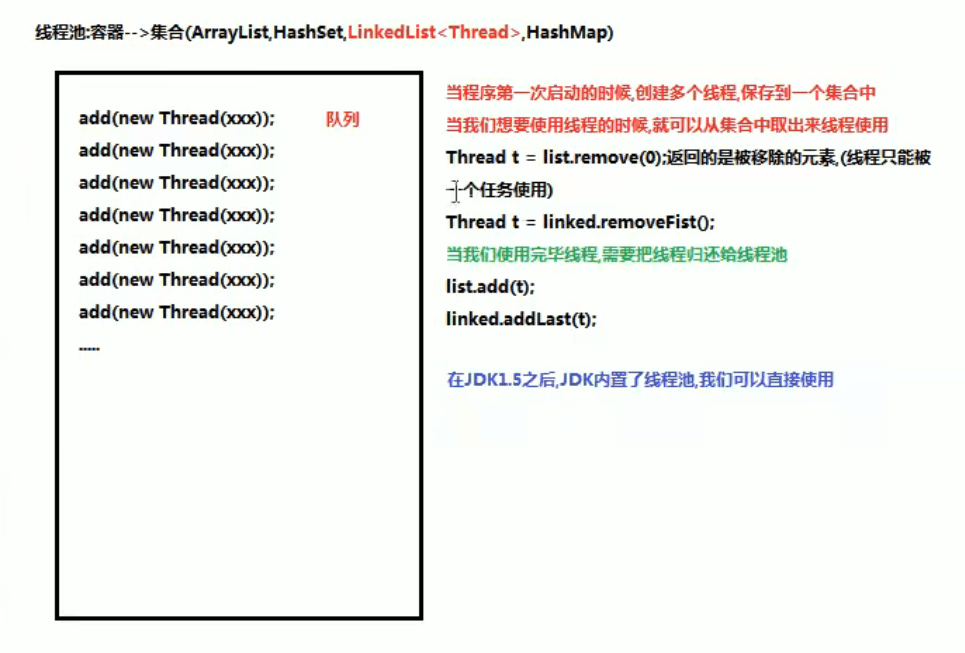 线程池:容器-->集合(ArrayList,HashSet,LinkedList<Thread>,HashMap)
add(new Thread(xxx)); 队列
add(new Thread(xxx));
add(new Thread(xxx));
add(new Thread(xxx));
add(new Thread(xxx));
add(new Thread(xxx));
add(new Thread(xxx));
.....
当程序第一次启动的时候,创建多个线程,保存到一个集合中
当我们想要使用线程的时候,就可以从集合中取出来线程使用
Thread t = list.remove(0);返回的是被移除的元素,(线程只能被
一个任务使用)
Thread t = linked.removeFist();
当我们使用完毕线程,需要把线程归还给线程池
list.add(t);
linked.addLast(t);
在JDK1.5之后,JDK内置了线程池,我们可以直接使用